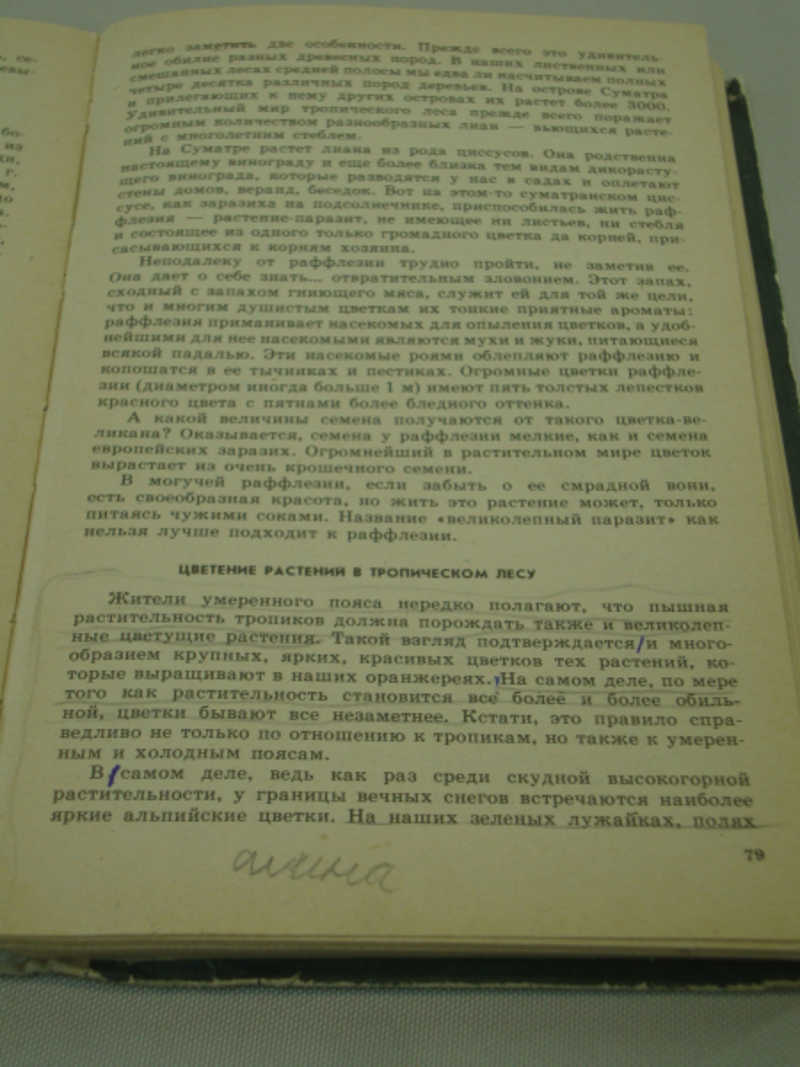 легко заметить две особенности. Прежде всего это удивитель-
ное обилие разных древесных пород. В наших лиственных или
смешанных лесах средней полосы мы едва ли насчитываем полных
четыре десятка различных пород деревьев. На острове Суматра
и прилегающих к нему других островах их растет более 3000.
Удивительный мир тропического леса прежде всего поражает
огромным количеством разнообразных лиан — вьющихся расте-
ний с многолетним стеблем.
На Суматре растет лиана из рода циссусов. Она родственна
настоящему винограду и еще более близка тем видам дикорасту-
щего винограда, которые разводятся у нас в садах и оплетают
стены домов, веранд, беседок. Вот на этом-то суматранском цис-
сусе, как заразиха на подсолнечнике, приспособилась жить раф-
флезия — растение-паразит, не имеющее ни листьев, ни стебля
и состоящее из одного только громадного цветка да корней, при-
сасывающихся к корням хозяина.
Неподалеку от раффлезии трудно пройти, не заметив ее.
Она дает о себе знать... отвратительным зловонием. Этот запах,
сходный с запахом гниющего мяса, служит ей для той же цели,
что и многим душистым цветкам их тонкие приятные ароматы:
раффлезия приманивает насекомых для опыления цветков, а удоб-
нейшими для нее насекомыми являются мухи и жуки, питающиеся
всякой падалью. Эти насекомые роями облепляют раффлезию и
копошатся в ее тычинках и пестиках. Огромные цветки раффле-
зии (диаметром иногда больше 1 м) имеют пять толстых лепестков
красного цвета с пятнами более бледного оттенка.
А какой величины семена получаются от такого цветка-ве-
ликана? Оказывается, семена у раффлезии мелкие, как и семена
европейских заразих. Огромнейший в растительном мире цветок
вырастает из очень крошечного семени.
В могучей раффлезии, если забыть о ее смрадной вони,
есть своеобразная красота, но жить это растение может, только
питаясь чужими соками. Название «великолепный паразит» как
нельзя лучше подходит к раффлезии.
ЦВЕТЕНИЕ РАСТЕНИЙ В ТРОПИЧЕСКОМ ЛЕСУ
Жители умеренного пояса нередко полагают, что пышная
растительность тропиков должна порождать также и великолеп-
ные цветущие растения. Такой взгляд подтверждается и много-
образием крупных, ярких, красивых цветков тех растений, ко-
торые выращивают в наших оранжереях. На самом деле, по мере
того как растительность становится все более и более обиль-
ной, цветки бывают все незаметнее. Кстати, это правило спра-
ведливо не только по отношению к тропикам, но также к умерен-
ным и холодным поясам.
В самом деле, ведь как раз среди скудной высокогорной
растительности, у границы вечных снегов встречаются наиболее
яркие альпийские цветки. На наших зеленых лужайках, полях
79